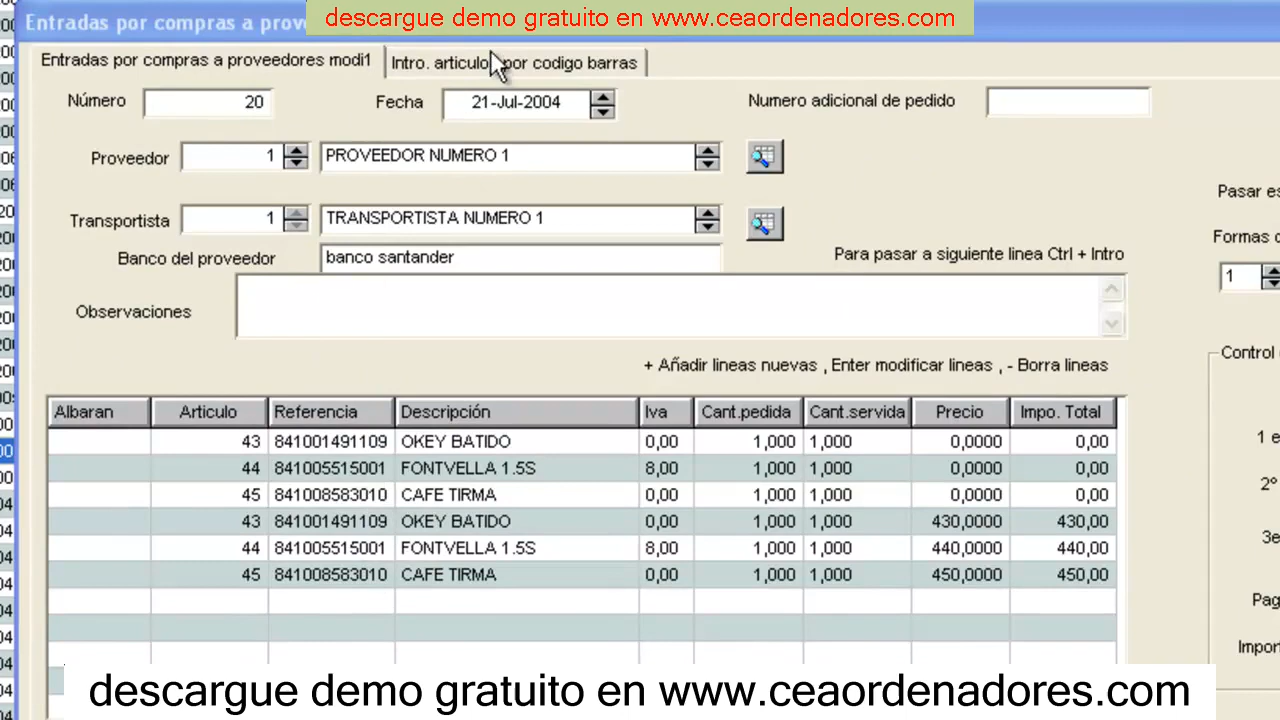 descargue demo gratuito en www.ceaordenadores.com
Entradas por compras a prov
Entradas por compras a proveedores modi1 Intro. articulo por codigo barras
Número 20 Fecha 21-Jul-2004 Numero adicional de pedido
Proveedor 1 PROVEEDOR NUMERO 1
Pasar es
Transportista 1 TRANSPORTISTA NUMERO 1
Formas
Banco del proveedor banco santander Para pasar a siguiente linea Ctrl + Intro
1
Observaciones
+ Añadir lineas nuevas , Enter modificar lineas , - Borra lineas
Control
Albaran Articulo Referencia Descripción Iva Cant.pedida Cant.servida Precio Impo. Total
43 841001491109 OKEY BATIDO 0,00 1,000 1,000 0,0000 0,00
44 841005515001 FONTVELLA 1.5S 8,00 1,000 1,000 0,0000 0,00
45 841008583010 CAFE TIRMA 0,00 1,000 1,000 0,0000 0,00
43 841001491109 OKEY BATIDO 0,00 1,000 1,000 430,0000 430,00
44 841005515001 FONTVELLA 1.5S 8,00 1,000 1,000 440,0000 440,00
45 841008583010 CAFE TIRMA 0,00 1,000 1,000 450,0000 450,00
1 e
2º
3e
Pag
Import
descargue demo gratuito en www.ceaordenadores.com